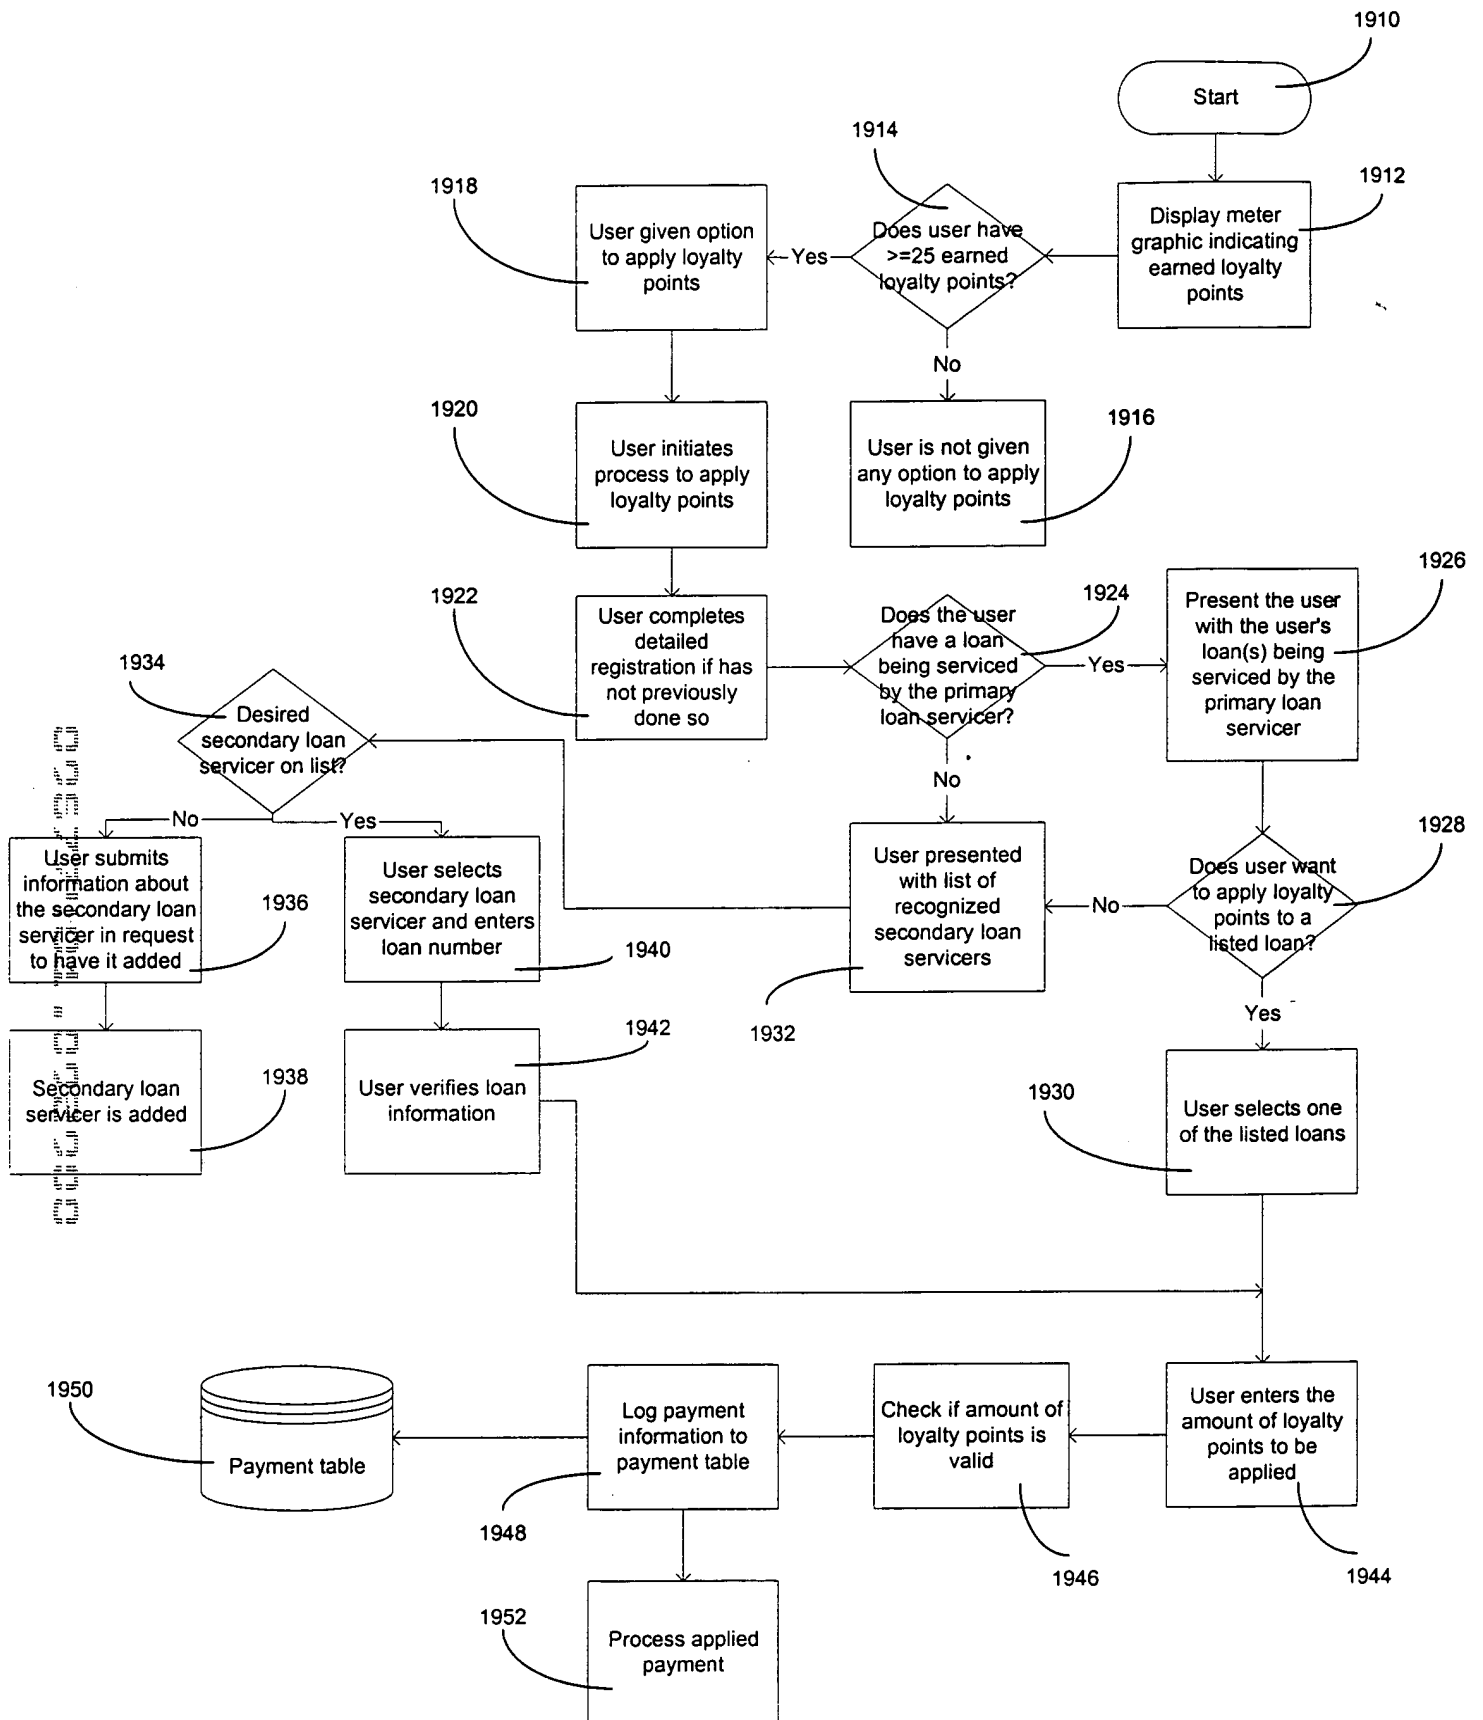 1910
Start
1912
Display meter
graphic indicating
earned loyalty
points
1914
Does user have
>=25 earned
loyalty points?
Yes
No
1918
User given option
to apply loyalty
points
1920
User initiates
process to apply
loyalty points
1916
User is not given
any option to apply
loyalty points
1922
User completes
detailed
registration if has
not previously
done so
1924
Does the user
have a loan
being serviced
by the primary
loan servicer?
Yes
No
1926
Present the user
with the user's
loan(s) being
serviced by the
primary loan
servicer
1928
Does user want
to apply loyalty
points to a
listed loan?
No
Yes
1932
User presented
with list of
recognized
secondary loan
servicers
1934
Desired
secondary loan
servicer on list?
No
Yes
User submits
information about
the secondary loan
servicer in request
to have it added
1936
User selects
secondary loan
servicer and enters
loan number
1940
Secondary loan
servicer is added
1938
User verifies loan
information
1942
1930
User selects one
of the listed loans
1950
Payment table
Log payment
information to
payment table
1948
Check if amount of
loyalty points is
valid
1946
User enters the
amount of loyalty
points to be
applied
1944
1952
Process applied
payment